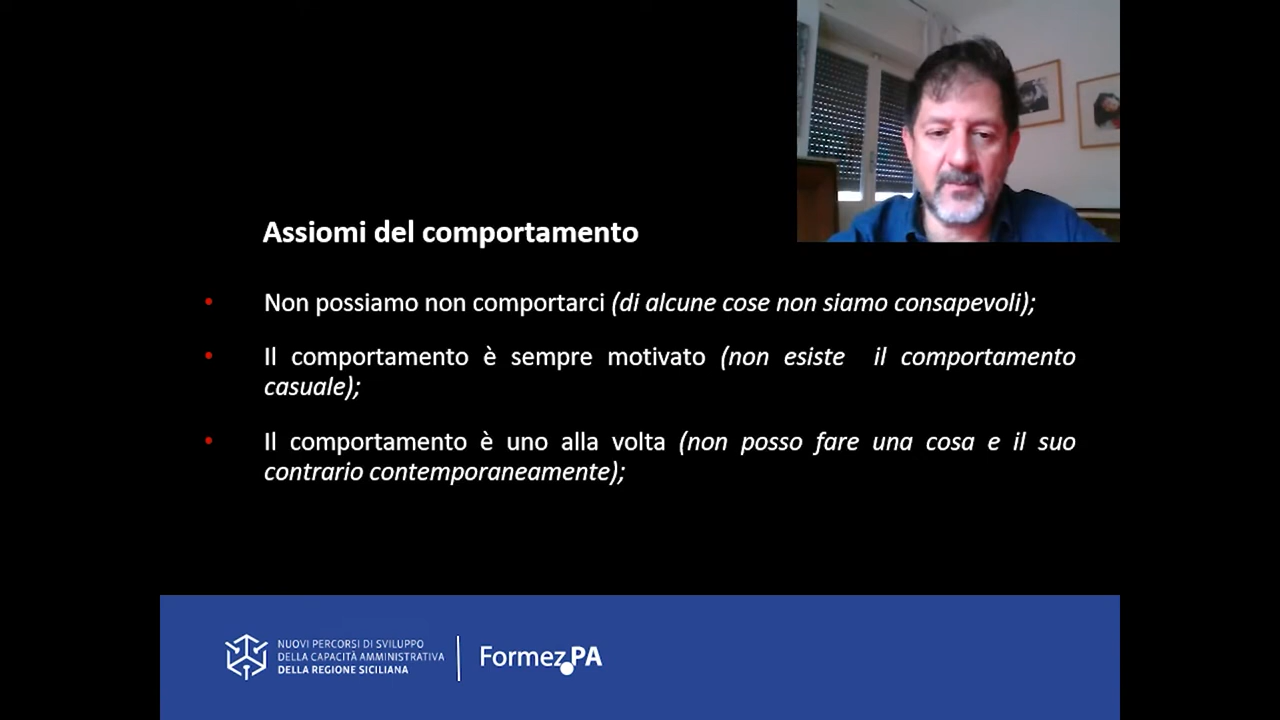 Assiomi del comportamento
• Non possiamo non comportarci (di alcune cose non siamo consapevoli);
• Il comportamento è sempre motivato (non esiste il comportamento
casuale);
• Il comportamento è uno alla volta (non posso fare una cosa e il suo
contrario contemporaneamente);
NUOVI PERCORSI DI SVILUPPO
DELLA CAPACITÀ AMMINISTRATIVA
DELLA REGIONE SICILIANA
Formez PA